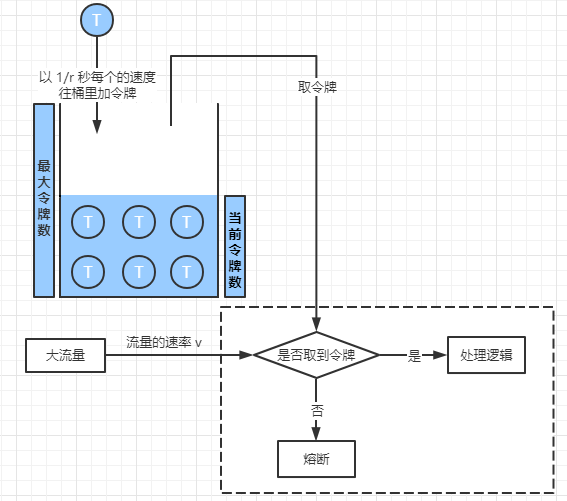 T
以 1/r 秒每个的速度
往桶里加令牌
取令牌
最大令牌数
T T T
当前令牌数
T T T
大流量
流量的速率 v
是否取到令牌
是
处理逻辑
否
熔断